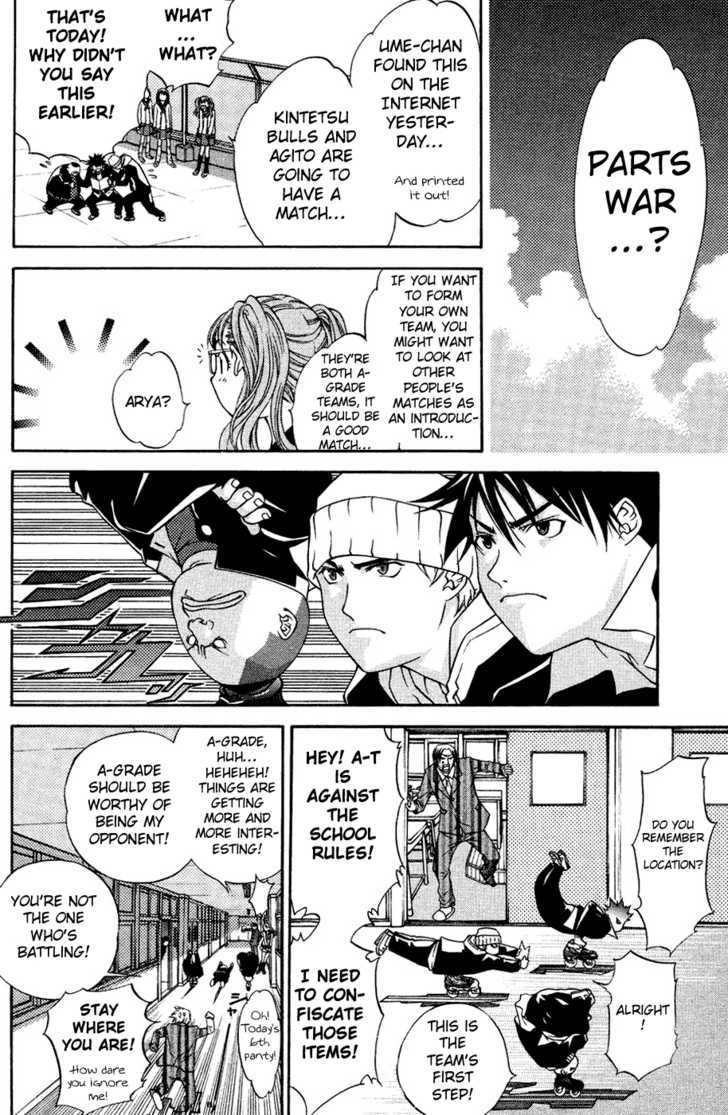 PARTS
WAR
...?
UME-CHAN
FOUND THIS
ON THE
INTERNET
YESTER-
DAY...
And printed
it out!
KINTETSU
BULLS AND
AGITO ARE
GOING TO
HAVE A
MATCH...
WHAT
...
WHAT?
THAT'S
TODAY!
WHY DIDN'T
YOU SAY
THIS
EARLIER!
IF YOU WANT
TO FORM
YOUR OWN
TEAM, YOU
MIGHT WANT
TO LOOK AT
OTHER
PEOPLE'S
MATCHES AS
AN INTRODUC-
TION...
THEY'RE
BOTH A-
GRADE
TEAMS, IT
SHOULD BE
A GOOD
MATCH...
ARYA?
DO YOU
REMEMBER
THE
LOCATION?
ALRIGHT
!
HEY! A-T
IS
AGAINST
THE
SCHOOL
RULES!
I NEED
TO CON-
FISCATE
THOSE
ITEMS!
THIS IS
THE
TEAM'S
FIRST
STEP!
A-GRADE,
HUH...
HEHEHEH!
THINGS ARE
GETTING
MORE AND
MORE INTER-
ESTING!
A-GRADE
SHOULD BE
WORTHY OF
BEING MY
OPPONENT!
YOU'RE NOT
THE ONE
WHO'S
BATTLING!
Oh!
Today's
6th
panty!
STAY
WHERE
YOU ARE!
How dare
you ignore
me!